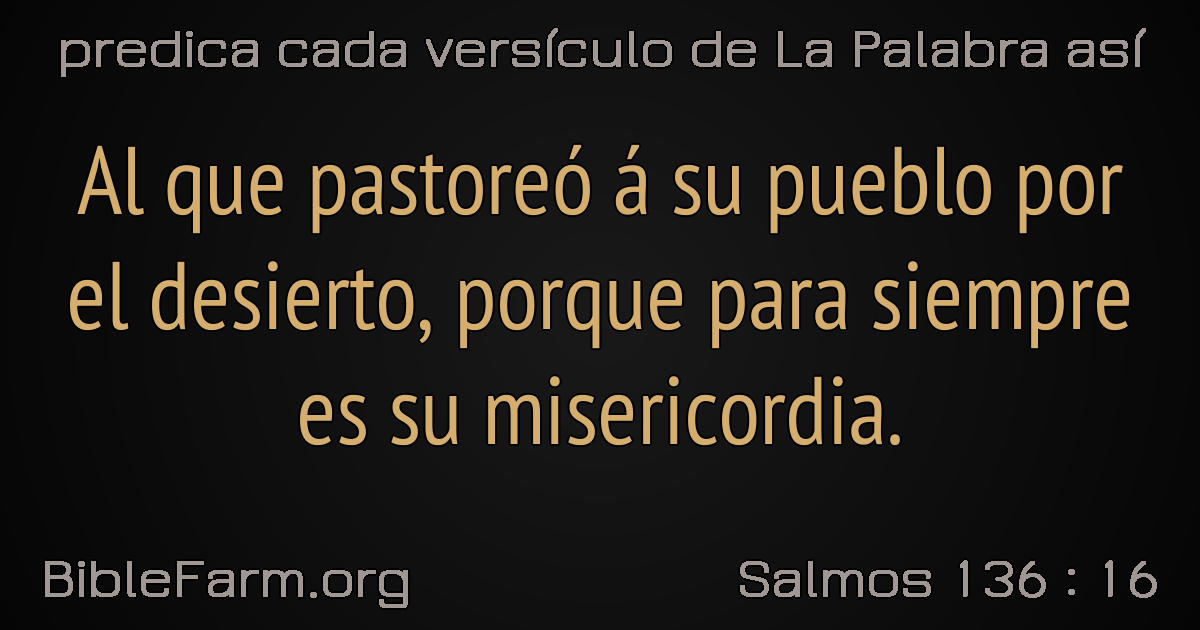 predica cada versículo de La Palabra así
Al que pastoreó á su pueblo por
el desierto, porque para siempre
es su misericordia.
BibleFarm.org
Salmos 136 : 16